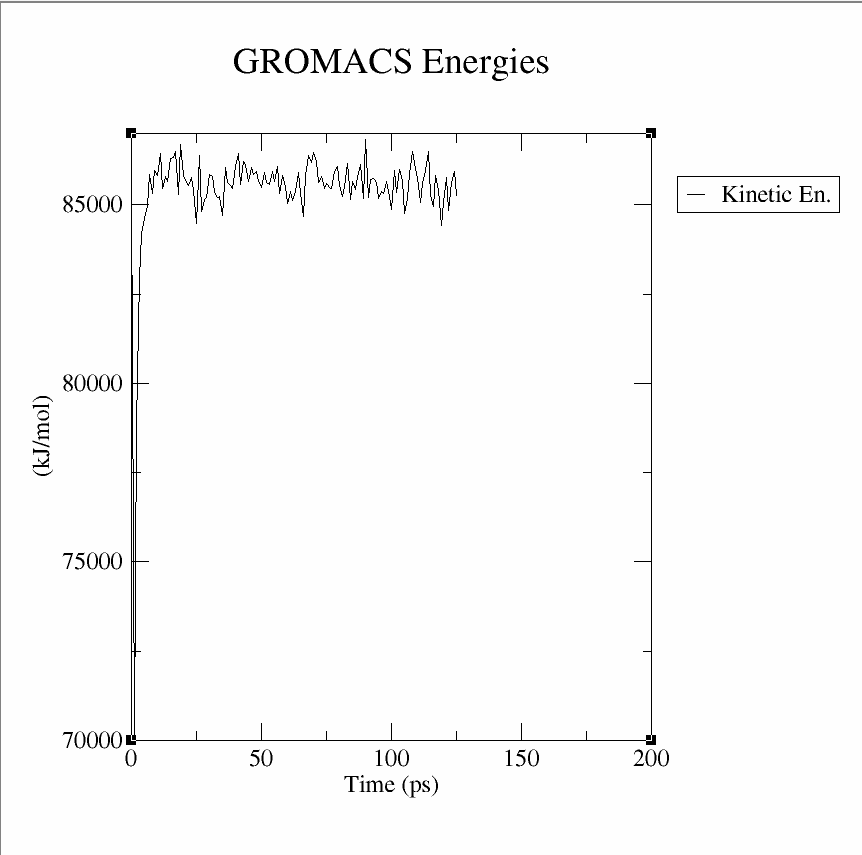 GROMACS Energies
Kinetic En.
85000
80000
75000
70000
(kJ/mol)
0 50 100 150 200
Time (ps)